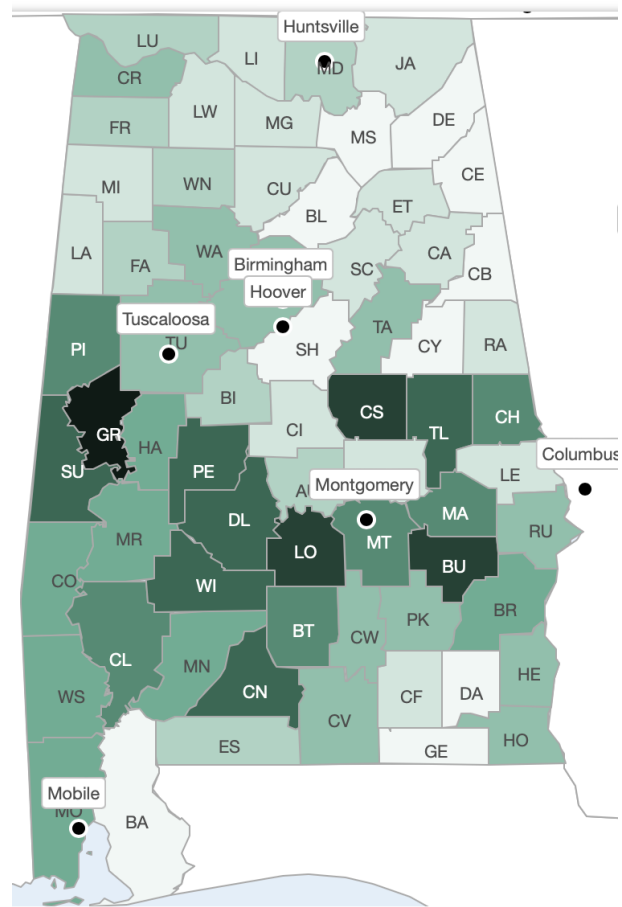 Huntsville
LU
LI
MD
JA
CR
LW
MG
MS
DE
FR
MI
WN
CU
CE
BL
ET
LA
FA
WA
SC
CA
CB
Birmingham
Hoover
Tuscaloosa
TU
PI
SH
TA
CY
RA
BI
CS
TL
CH
GR
HA
CI
SU
PE
LE
Columbus
Montgomery
DL
MA
MR
LO
MT
RU
CO
WI
BU
BT
CW
PK
BR
CL
MN
CN
CF
DA
HE
WS
CV
ES
GE
HO
Mobile
MO
BA